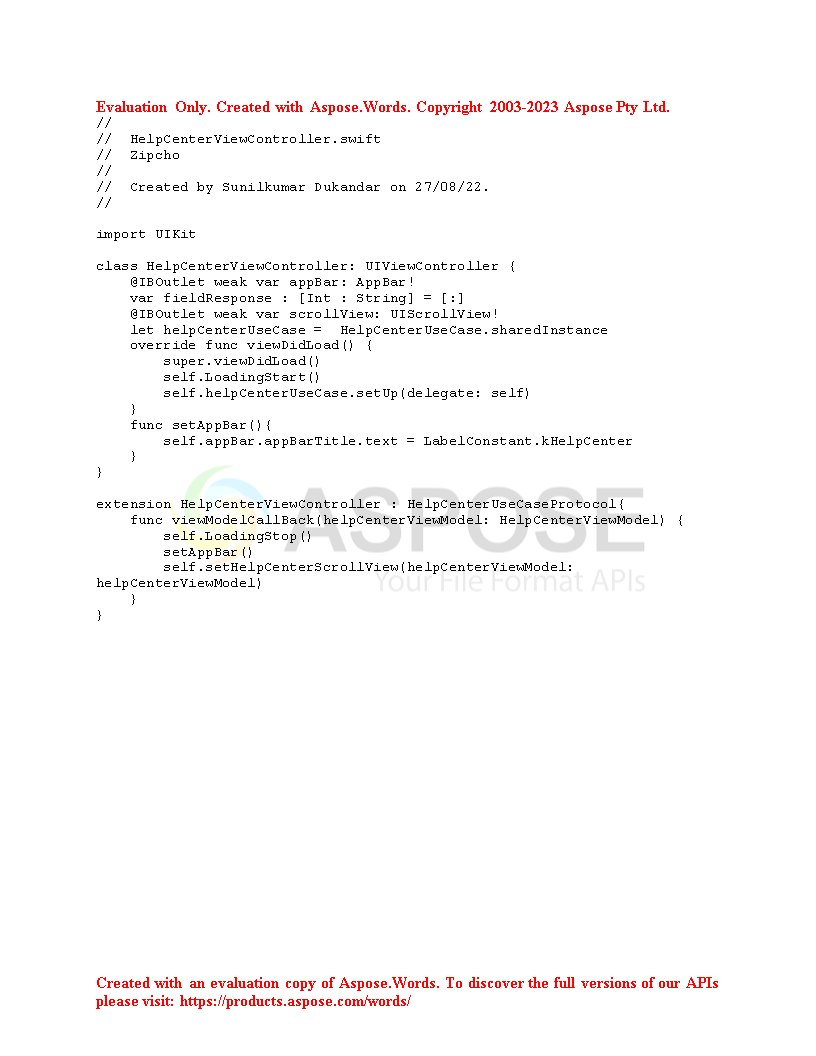 Evaluation Only. Created with Aspose.Words. Copyright 2003-2023 Aspose Pty Ltd.
//
//  HelpCenterViewController.swift
//  Zipcho
//
//  Created by Sunilkumar Dukandar on 27/08/22.
//

import UIKit

class HelpCenterViewController: UIViewController {
    @IBOutlet weak var appBar: AppBar!
    var fieldResponse : [Int : String] = [:]
    @IBOutlet weak var scrollView: UIScrollView!
    let helpCenterUseCase =  HelpCenterUseCase.sharedInstance
    override func viewDidLoad() {
        super.viewDidLoad()
        self.LoadingStart()
        self.helpCenterUseCase.setUp(delegate: self)
    }
    func setAppBar(){
        self.appBar.appBarTitle.text = LabelConstant.kHelpCenter
    }
}

extension HelpCenterViewController : HelpCenterUseCaseProtocol{
    func viewModelCallBack(helpCenterViewModel: HelpCenterViewModel) {
        self.LoadingStop()
        setAppBar()
        self.setHelpCenterScrollView(helpCenterViewModel:
helpCenterViewModel)
    }
}
ASPOSE
Your File Format APIs
Created with an evaluation copy of Aspose.Words. To discover the full versions of our APIs
please visit: https://products.aspose.com/words/